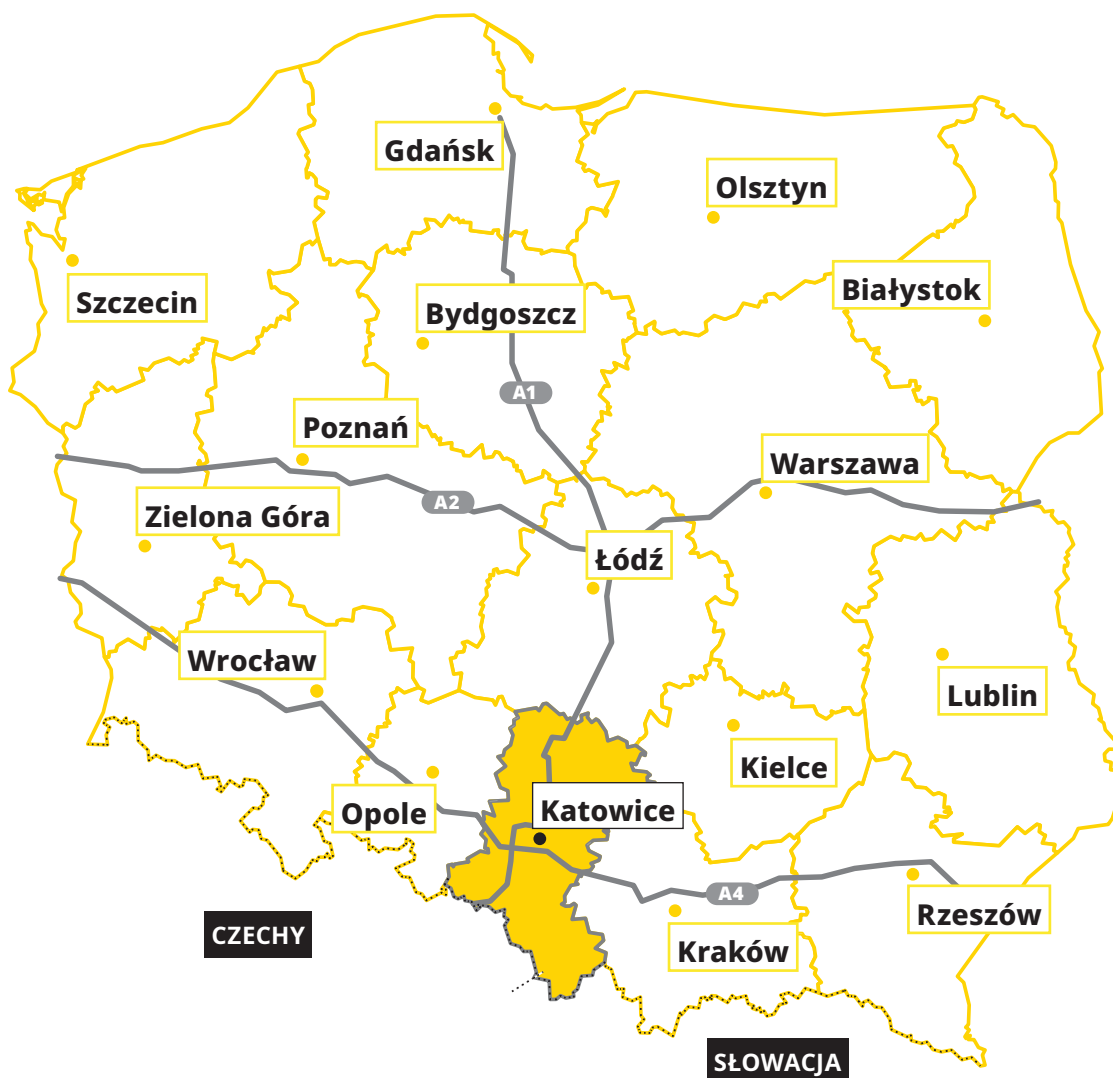 Gdańsk
Olsztyn
Białystok
Szczecin
Bydgoszcz
A1
Poznań
Warszawa
A2
Zielona Góra
Łódź
Wrocław
Lublin
Kielce
Katowice
Opole
A4
Rzeszów
CZECHY
Kraków
SŁOWACJA